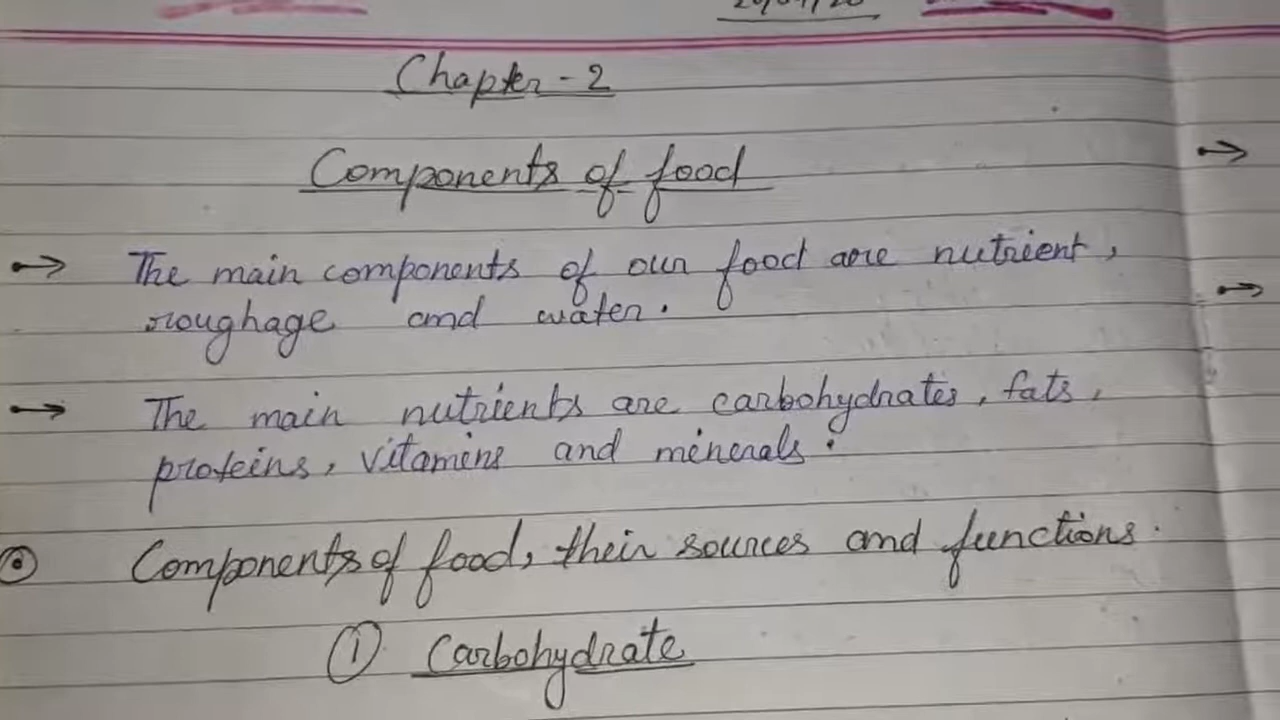 Chapter - 2
Components of food
→ The main components of our food are nutrient,
roughage and water.
→ The main nutrients are carbohydrates, fats,
proteins, vitamins and minerals.
Components of food, their sources and functions.
① Carbohydrate